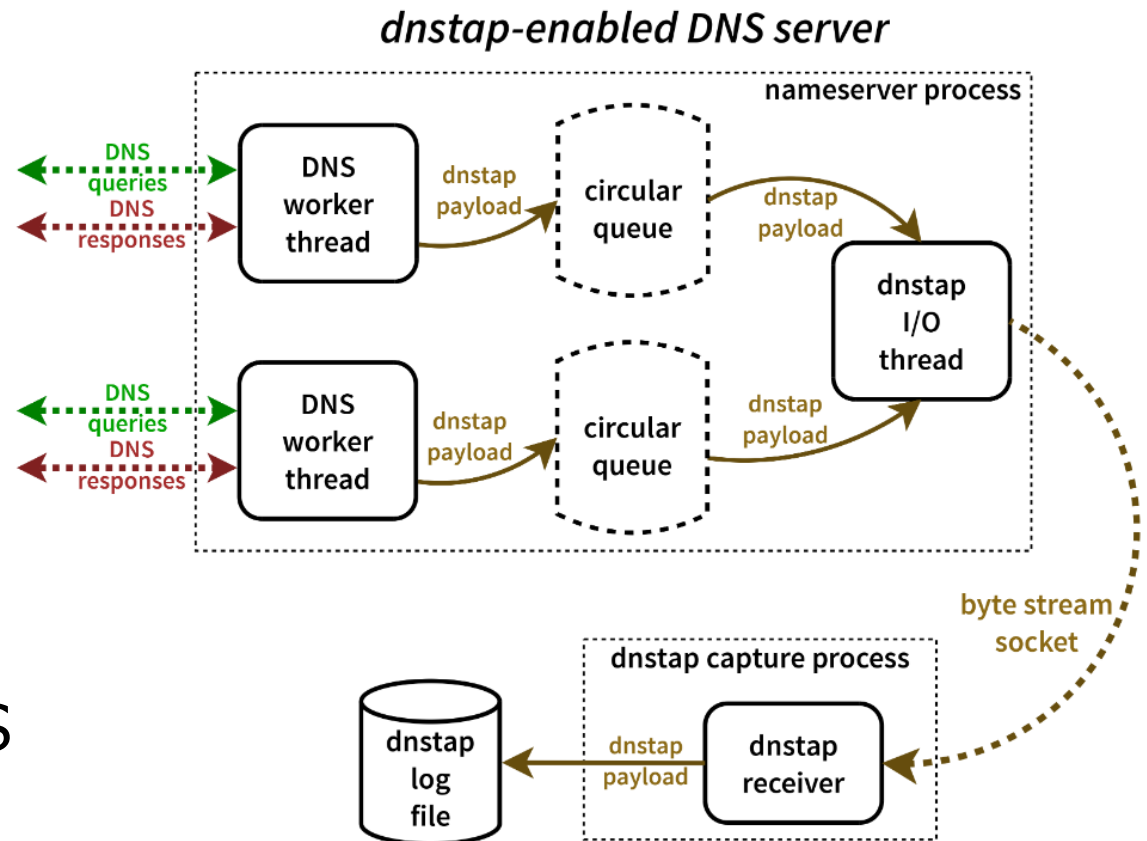 dnstap-enabled DNS server
nameserver process
DNS
queries
DNS
responses
DNS
worker
thread
dnstap
payload
circular
queue
dnstap
payload
dnstap
I/O
thread
DNS
queries
DNS
responses
DNS
worker
thread
dnstap
payload
circular
queue
dnstap
payload
byte stream
socket
dnstap capture process
dnstap
receiver
dnstap
payload
dnstap
log
file
S